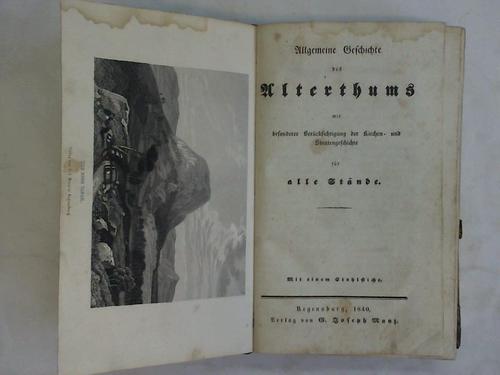 Allgemeine Geschichte
des
Alterthums
mit
besonderer Berücksichtigung der Kirchen- und
Staatengeschichte
für
alle Stände.
Mit einem Stahlstiche.
Regensburg, 1840.
Verlag von G. Joseph Manz.